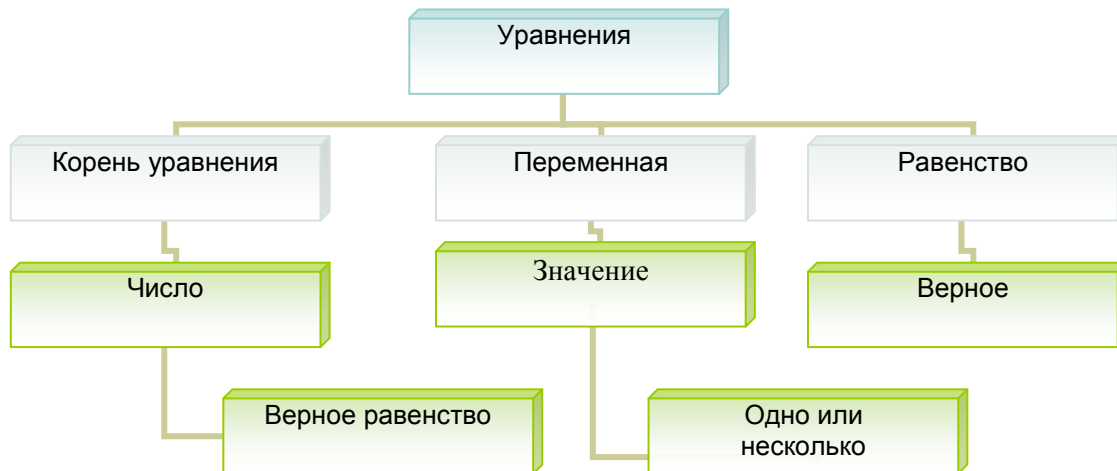 Уравнения
Корень уравнения
Переменная
Равенство
Число
Значение
Верное
Верное равенство
Одно или
несколько